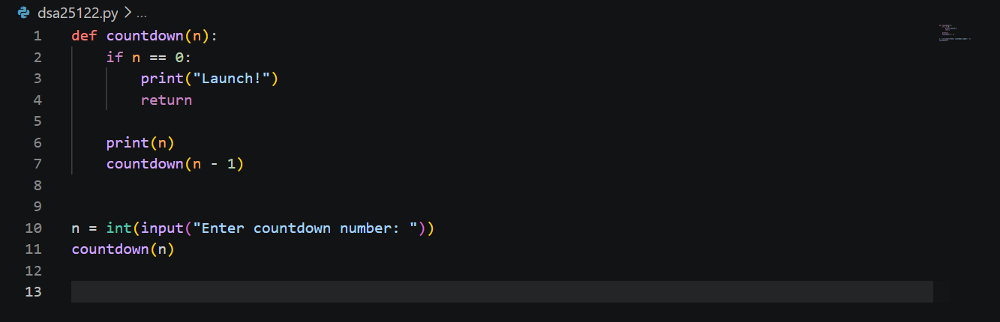 dsa25122.py > ...
1 def countdown(n):
2     if n == 0:
3         print("Launch!")
4         return
5
6     print(n)
7     countdown(n - 1)
8
9
10 n = int(input("Enter countdown number: "))
11 countdown(n)
12
13